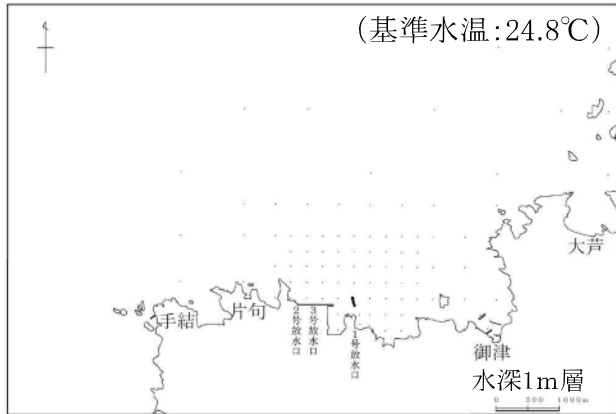 (基準水温:24.8℃)
大芦
片句
手結
2号放水口
3号放水口
1号放水口
御津
水深1m層
0 500 1000m